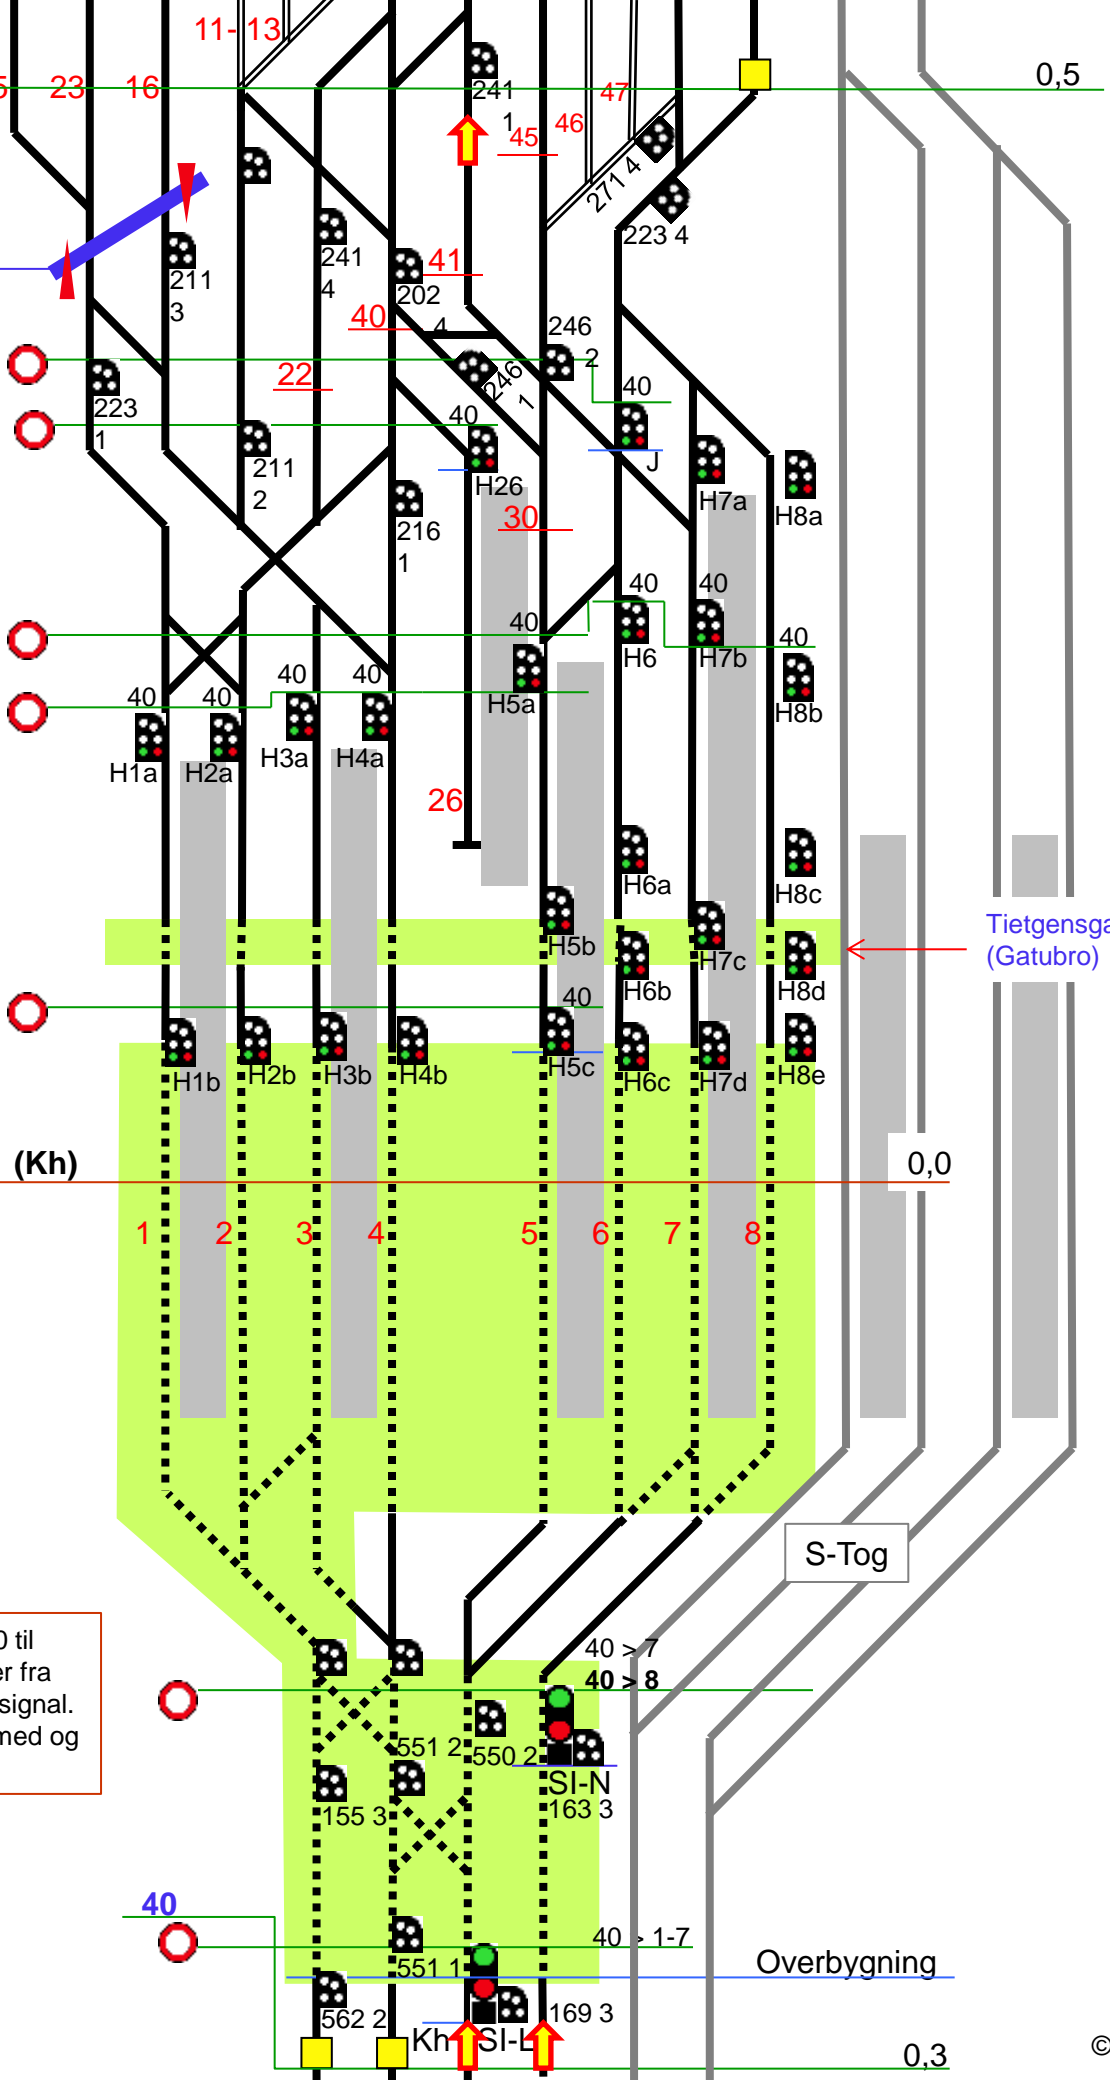 11- 13
5
23
16
47
46
45
0,5
241
1
271 4
223 4
211
3
241
4
202
4
41
40
246
2
246
1
22
223
1
40
40
H26
J
H7a
H8a
211
2
216
1
30
40
40
40
40
H6
H7b
H8b
H5a
40
40
40
40
H1a
H2a
H3a
H4a
26
H6a
H8c
H5b
H7c
H6b
H8d
Tietgensga
(Gatubro)
40
H1b
H2b
H3b
H4b
H5c
H6c
H7d
H8e
(Kh)
0,0
1
2
3
4
5
6
7
8
S-Tog
0 til
er fra
signal.
med og
40 > 7
40 > 8
551 2
550 2
SI-N
163 3
155 3
40
40 > 1-7
551 1
Overbygning
562 2
169 3
Kh
SI-L
0,3
©